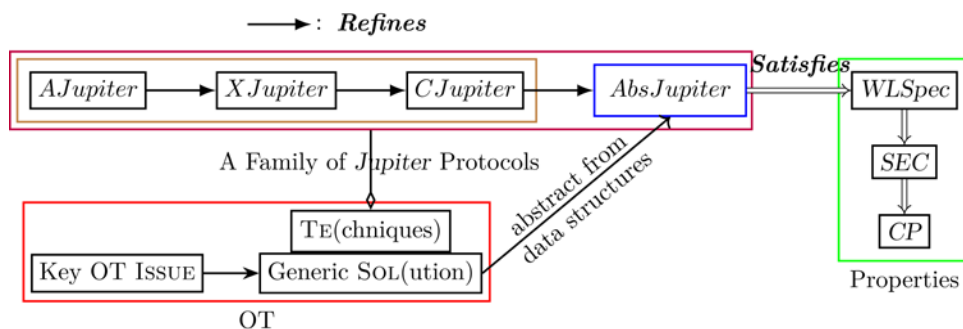 : Refines
Satisfies
AJupiter
XJupiter
CJupiter
AbsJupiter
WLSpec
A Family of Jupiter Protocols
SEC
abstract from
data structures
TE(chniques)
CP
Key OT ISSUE
Generic SOL(ution)
Properties
OT